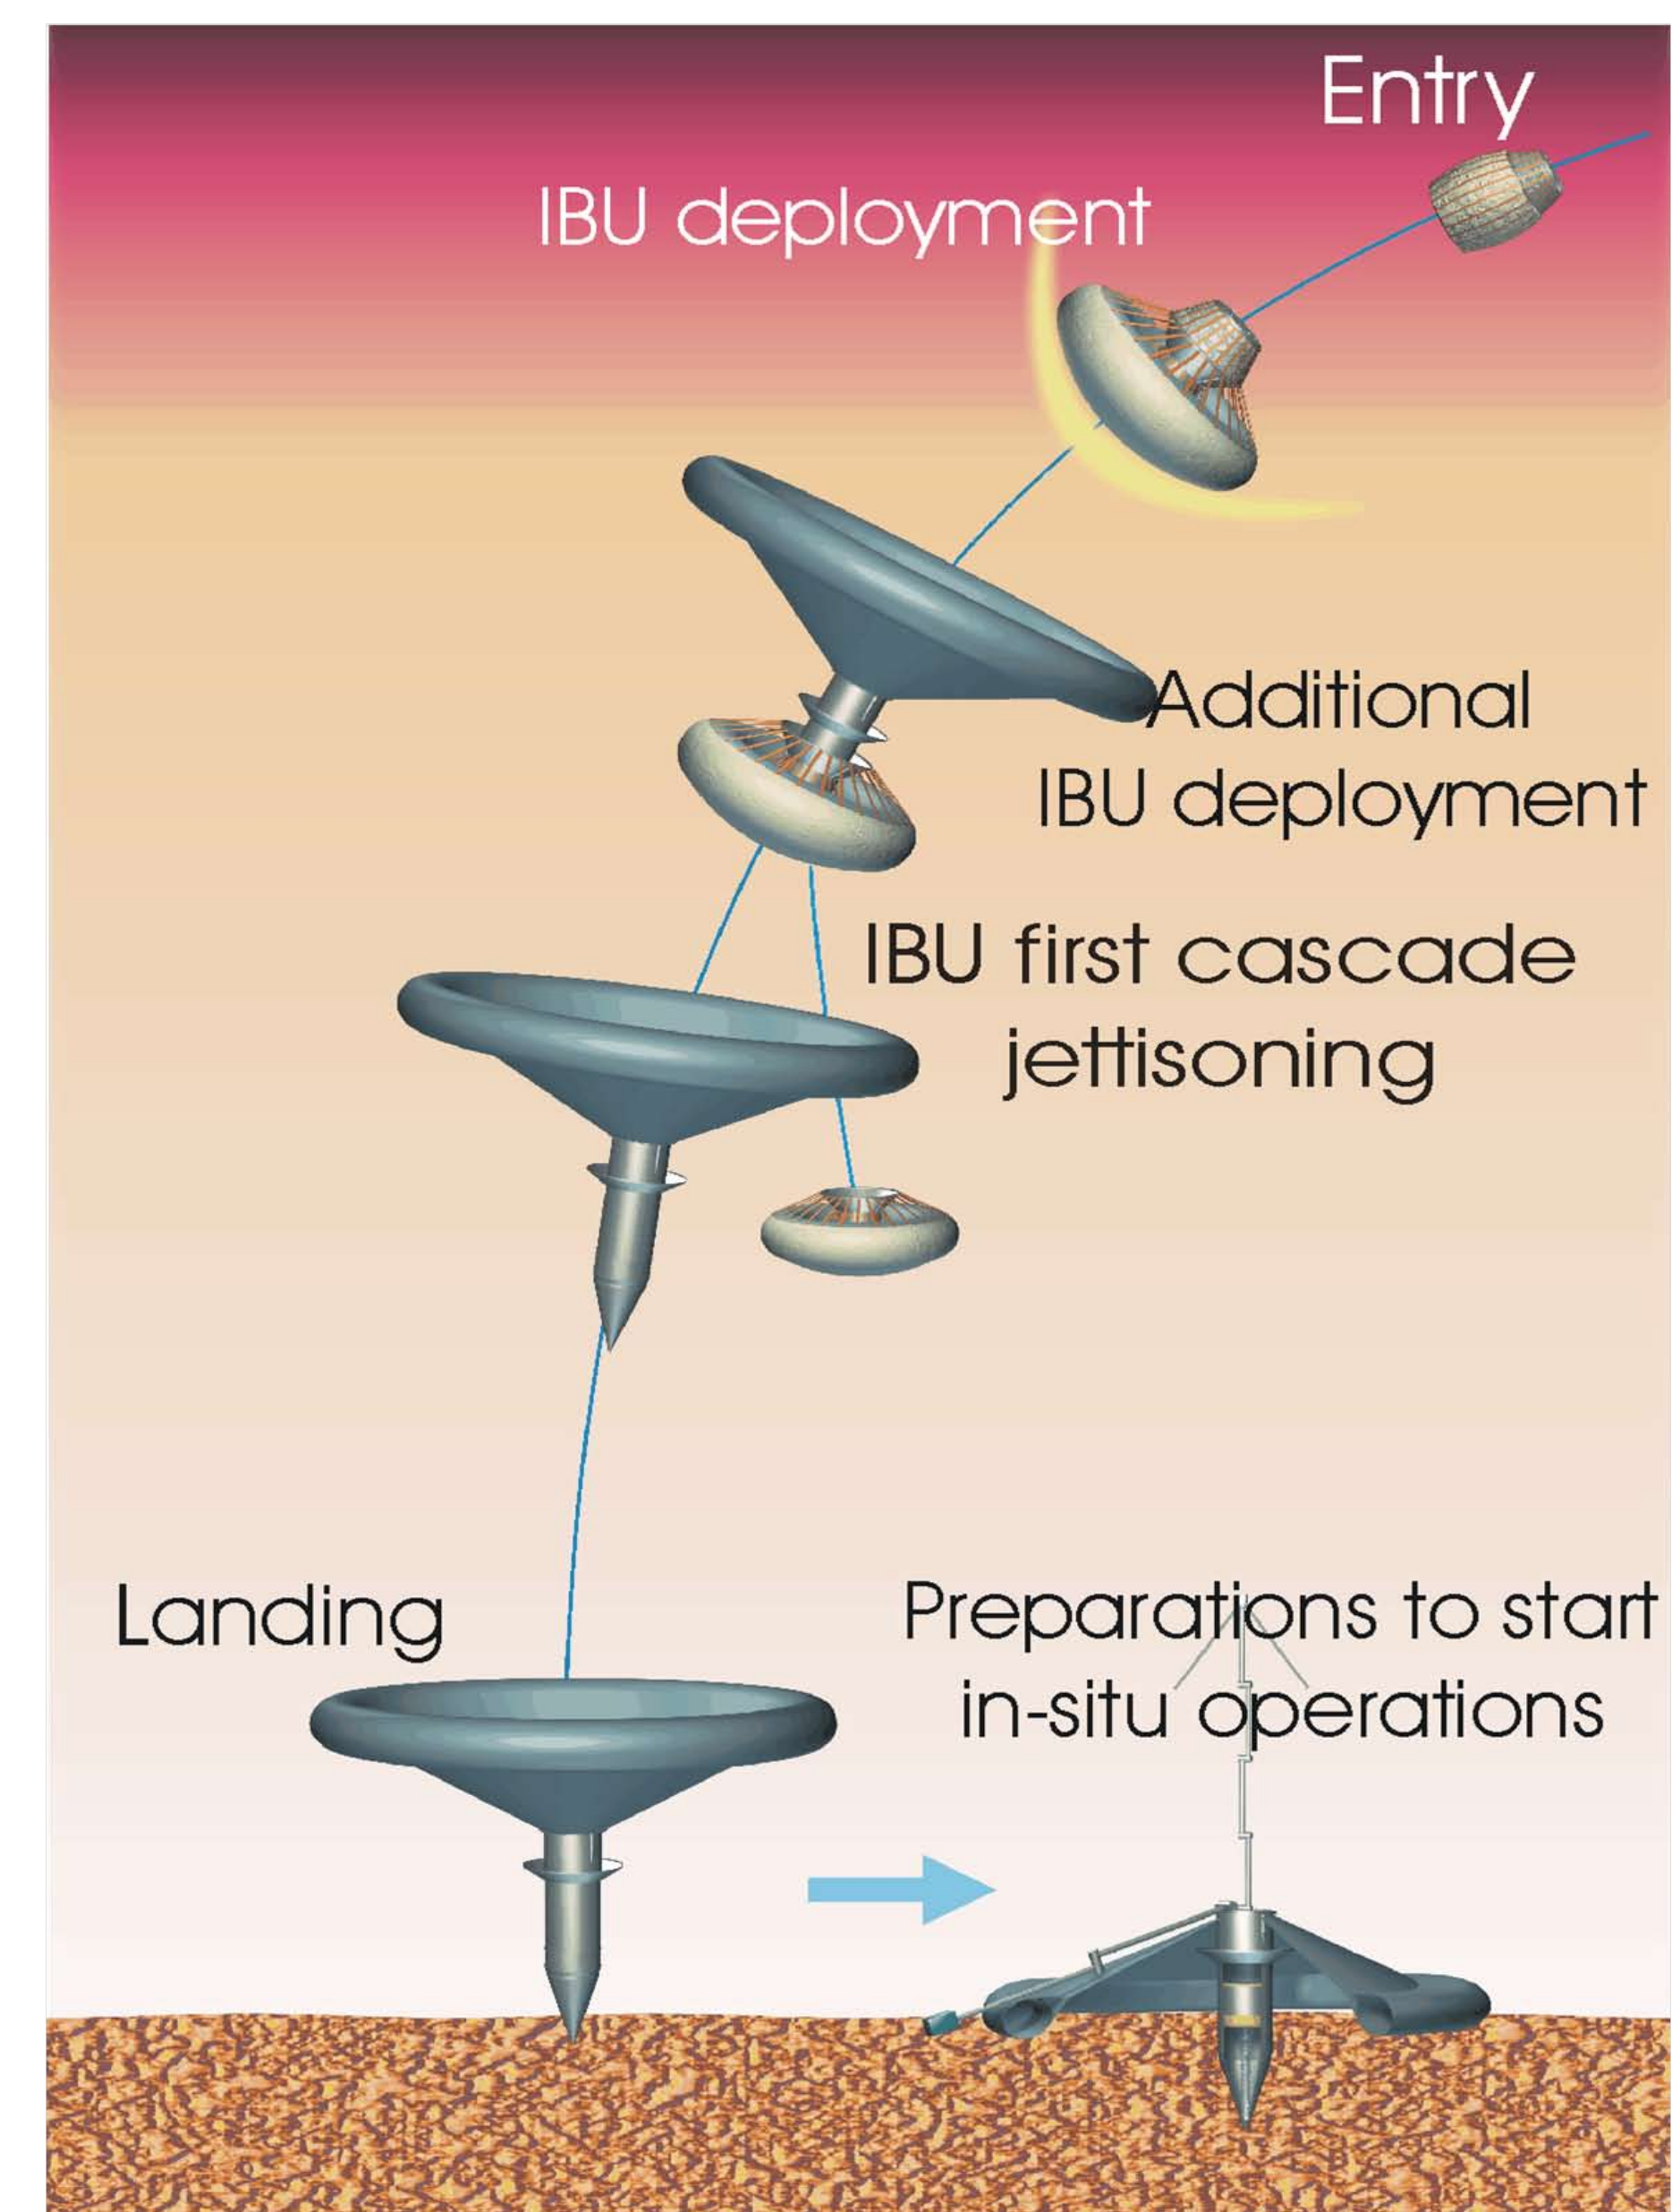 Entry
IBU deployment
Additional
IBU deployment
IBU first cascade
jettisoning
Landing
Preparations to start
in-situ operations